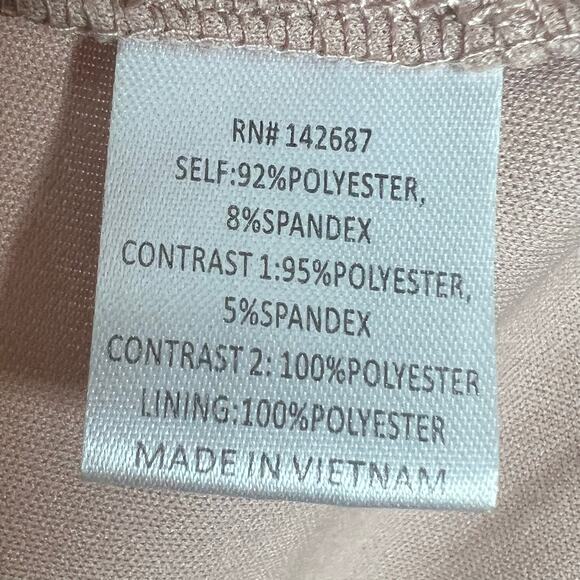 RN# 142687
SELF:92%POLYESTER,
8%SPANDEX
CONTRAST 1:95%POLYESTER,
5%SPANDEX
CONTRAST 2: 100%POLYESTER
LINING:100%POLYESTER
MADE IN VIETNAM